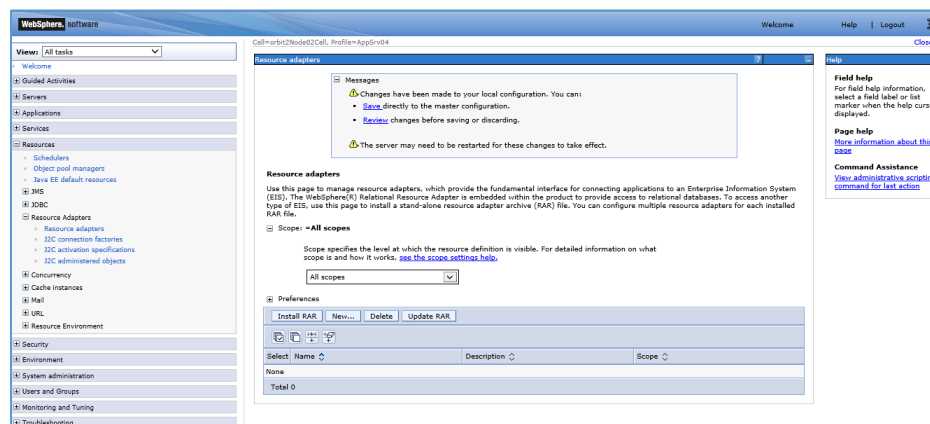 WebSphere. software
Welcome
Help | Logout
Cell=orbit2Node02Cell, Profile=AppSrv04
Close
View: All tasks
Welcome
Guided Activities
Servers
Applications
Services
Resources
Schedulers
Object pool managers
Java EE default resources
JMS
JDBC
Resource Adapters
Resource adapters
J2C connection factories
J2C activation specifications
J2C administered objects
Concurrency
Cache instances
Mail
URL
Resource Environment
Security
Environment
System administration
Users and Groups
Monitoring and Tuning
Troubleshooting
Resource adapters
? 
Messages
Changes have been made to your local configuration. You can:
Save directly to the master configuration.
Review changes before saving or discarding.
The server may need to be restarted for these changes to take effect.
Resource adapters
Use this page to manage resource adapters, which provide the fundamental interface for connecting applications to an Enterprise Information System
(EIS). The WebSphere(R) Relational Resource Adapter is embedded within the product to provide access to relational databases. To access another
type of EIS, use this page to install a stand-alone resource adapter archive (RAR) file. You can configure multiple resource adapters for each installed
RAR file.
Scope: =All scopes
Scope specifies the level at which the resource definition is visible. For detailed information on what
scope is and how it works, see the scope settings help.
All scopes
Preferences
Install RAR New... Delete Update RAR
Select Name Description Scope
None
Total 0
Help
Field help
For field help information,
select a field label or list
marker when the help curs
displayed.
Page help
More information about this
page
Command Assistance
View administrative scriptin
command for last action